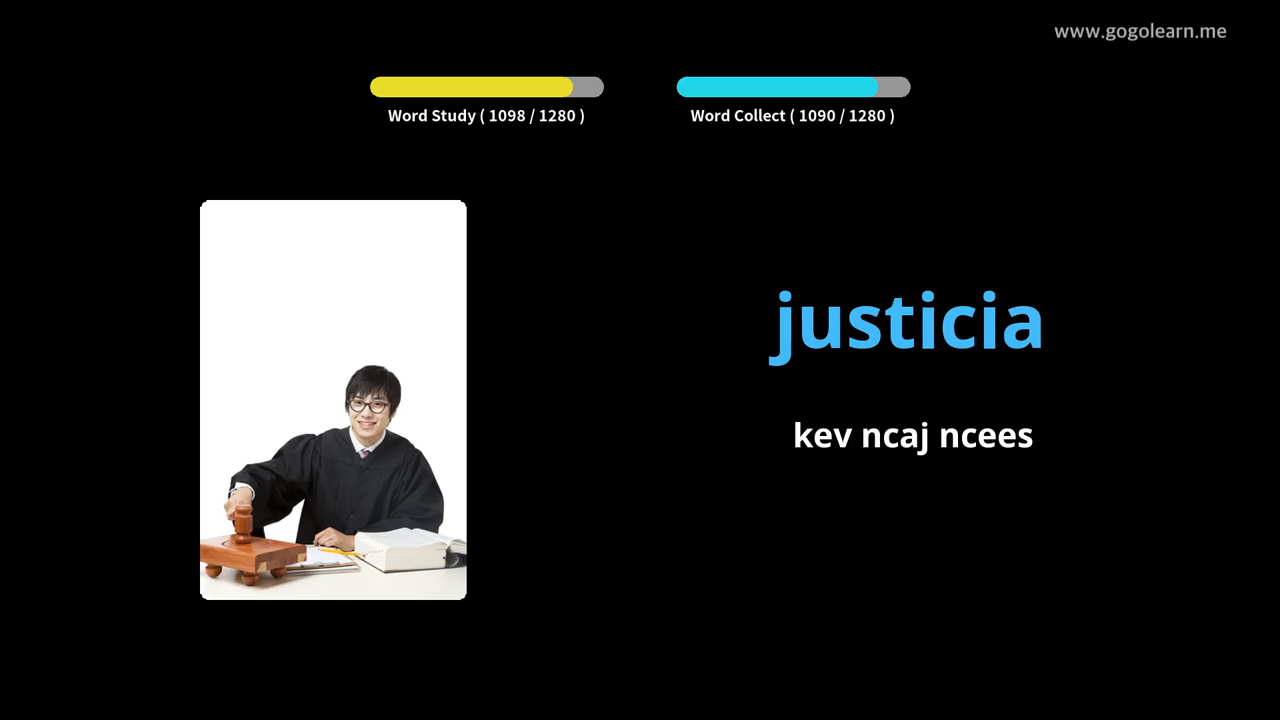 www.gogolearn.me
Word Study ( 1098 / 1280 )
Word Collect ( 1090 / 1280 )
justicia
kev ncaj ncees